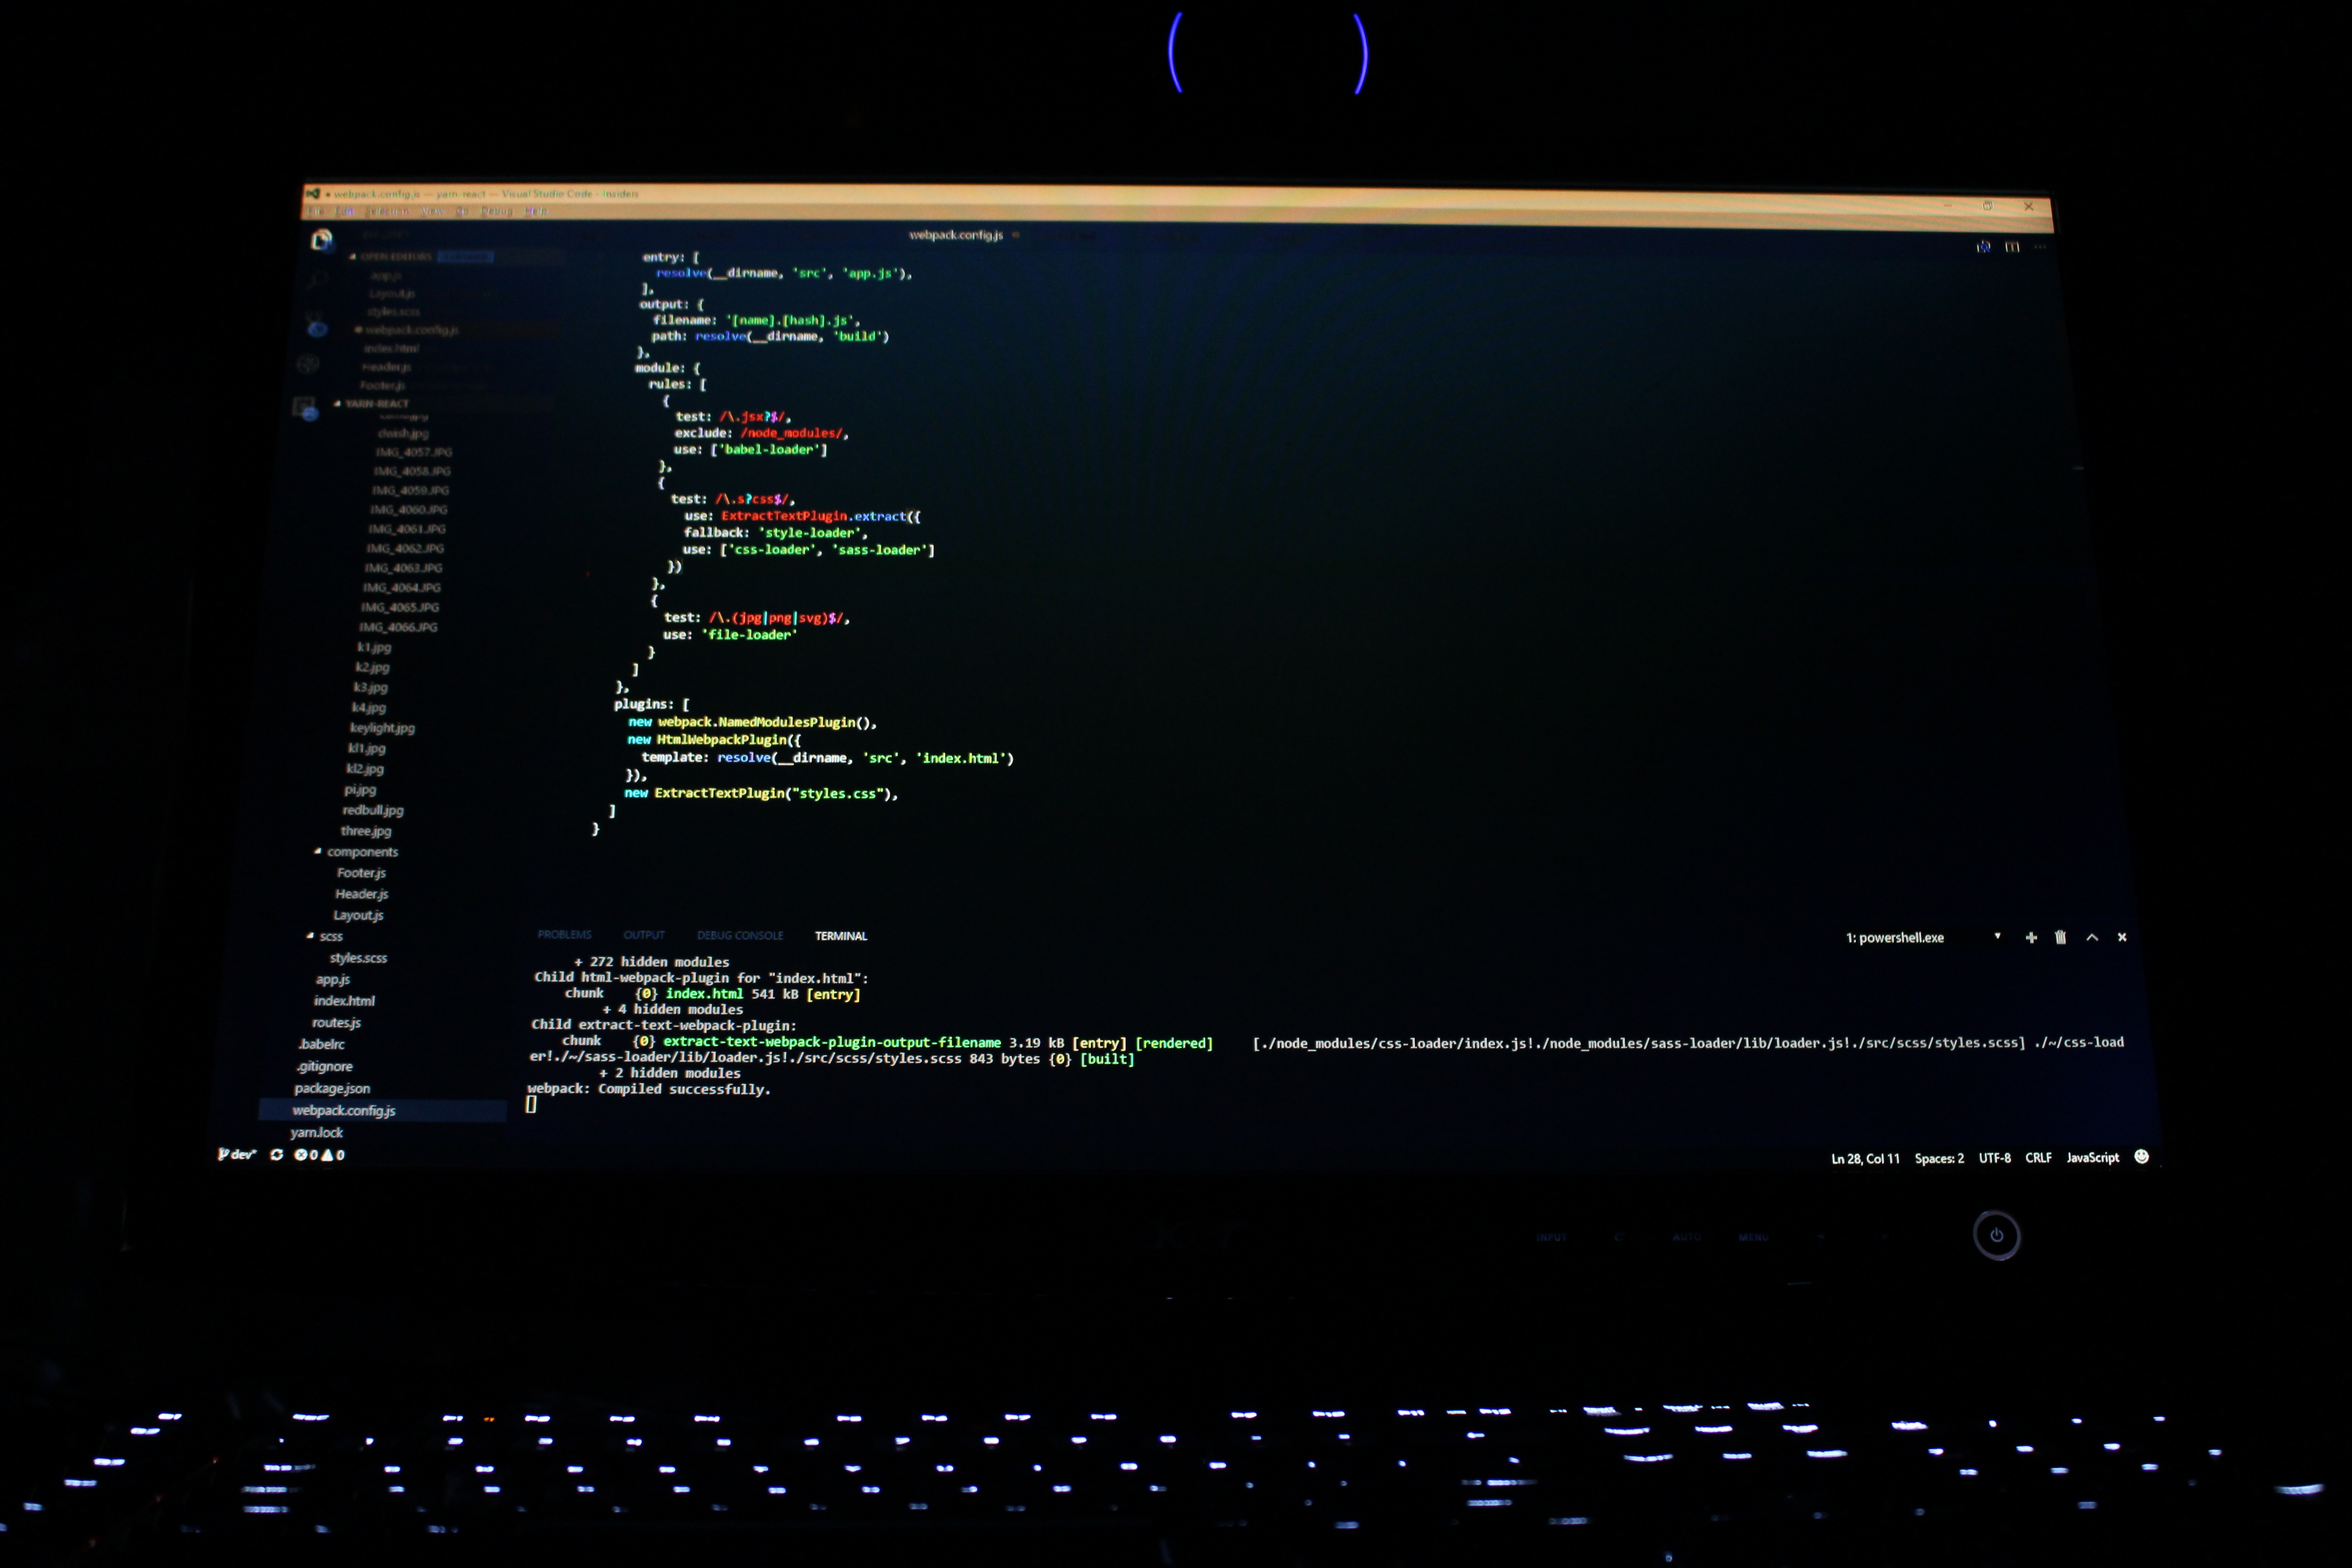 webpack.config.js — yarn-react — Visual Studio Code - Insiders
Edit Selection View Go Debug Help
webpack.config.js
OPEN EDITORS
app.js
Layout.js
styles.scss
webpack.config.js
index.html
Header.js
Footer.js
YARN-REACT
dwish.jpg
IMG_4057.JPG
IMG_4058.JPG
IMG_4059.JPG
IMG_4060.JPG
IMG_4061.JPG
IMG_4062.JPG
IMG_4063.JPG
IMG_4064.JPG
IMG_4065.JPG
IMG_4066.JPG
k1.jpg
k2.jpg
k3.jpg
k4.jpg
keylight.jpg
kl1.jpg
kl2.jpg
pi.jpg
redbull.jpg
three.jpg
components
Footer.js
Header.js
Layout.js
scss
styles.scss
app.js
index.html
routes.js
.babelrc
.gitignore
package.json
webpack.config.js
yarn.lock
entry: [
resolve(__dirname, 'src', 'app.js'),
],
output: {
filename: '[name].[hash].js',
path: resolve(__dirname, 'build')
},
module: {
rules: [
{
test: /\.jsx?$/,
exclude: /node_modules/,
use: ['babel-loader']
},
{
test: /\.s?css$/,
use: ExtractTextPlugin.extract({
fallback: 'style-loader',
use: ['css-loader', 'sass-loader']
})
},
{
test: /\.(jpg|png|svg)$/,
use: 'file-loader'
}
]
},
plugins: [
new webpack.NamedModulesPlugin(),
new HtmlWebpackPlugin({
template: resolve(__dirname, 'src', 'index.html')
}),
new ExtractTextPlugin("styles.css"),
]
}
PROBLEMS OUTPUT DEBUG CONSOLE TERMINAL 1: powershell.exe
+ 272 hidden modules
Child html-webpack-plugin for "index.html":
chunk {0} index.html 541 kB [entry]
+ 4 hidden modules
Child extract-text-webpack-plugin:
chunk {0} extract-text-webpack-plugin-output-filename 3.19 kB [entry] [rendered] [./node_modules/css-loader/index.js!./node_modules/sass-loader/lib/loader.js!./src/scss/styles.scss] ./~/css-load
er!./~/sass-loader/lib/loader.js!./src/scss/styles.scss 843 bytes {0} [built]
+ 2 hidden modules
webpack: Compiled successfully.
dev* 0 0 Ln 28, Col 11 Spaces: 2 UTF-8 CRLF JavaScript
INPUT AUTO MENU